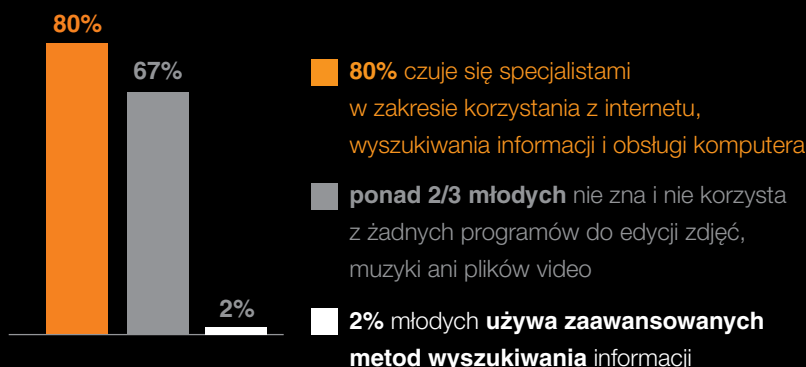 80%
67%
2%
80% czuje się specjalistami
w zakresie korzystania z internetu,
wyszukiwania informacji i obsługi komputera
ponad 2/3 młodych nie zna i nie korzysta
z żadnych programów do edycji zdjęć,
muzyki ani plików video
2% młodych używa zaawansowanych
metod wyszukiwania informacji